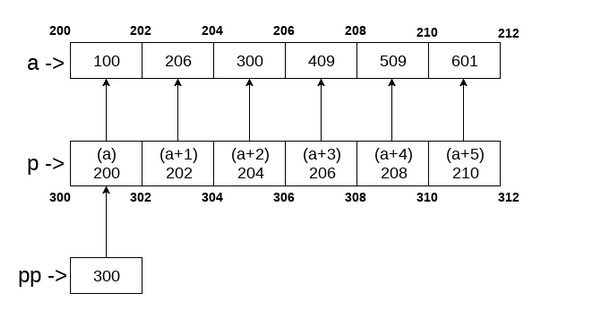 200 202 204 206 208 210 212
a -> 100 206 300 409 509 601
p -> (a) (a+1) (a+2) (a+3) (a+4) (a+5)
200 202 204 206 208 210
300 302 304 306 308 310 312
pp -> 300